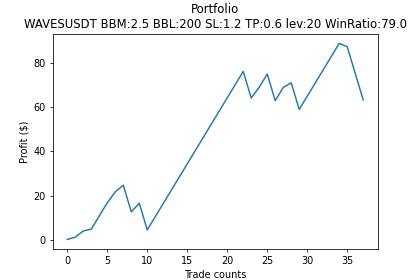 Portfolio
WAVESUSDT BBM:2.5 BBL:200 SL:1.2 TP:0.6 lev:20 WinRatio:79.0
80
60
40
20
0
Profit ($)
0 5 10 15 20 25 30 35
Trade counts